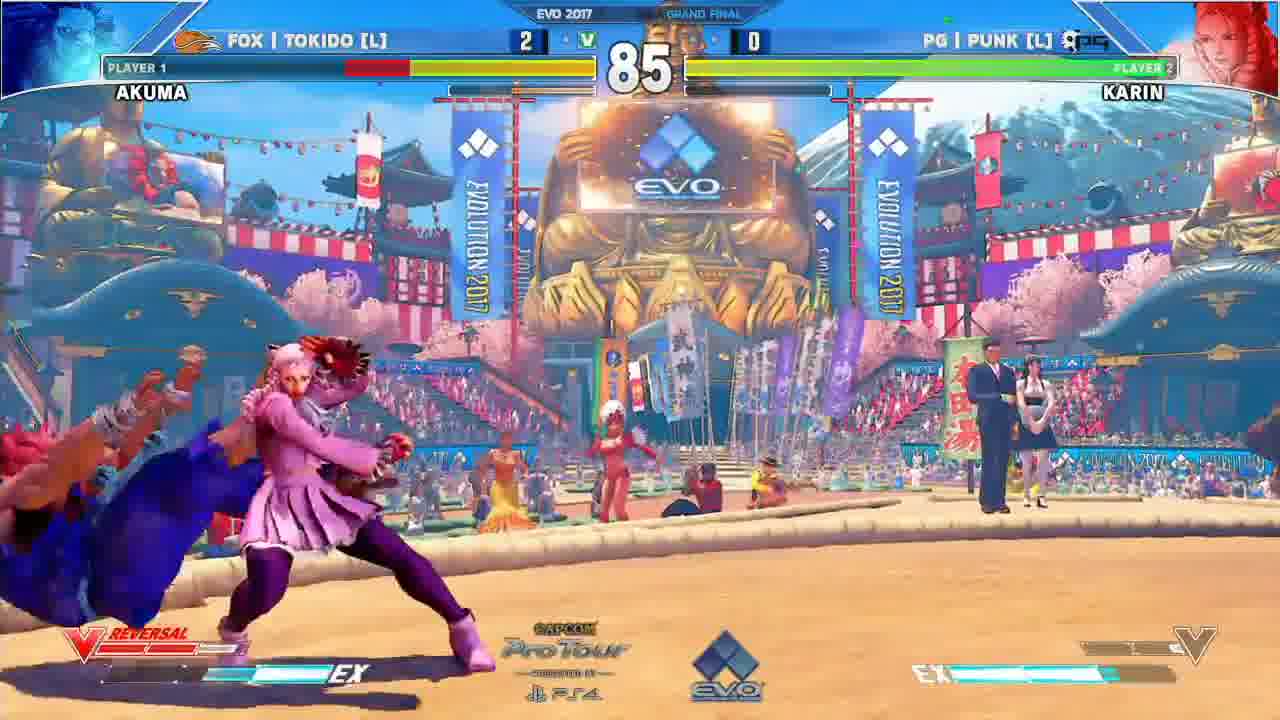 EVO 2017
GRAND FINAL
FOX | TOKIDO [L]
2
V
85
0
PG | PUNK [L]
PLAYER 1
PLAYER 2
AKUMA
KARIN
EVO
EVOLUTION 2017
EVOLUTION 2017
REVERSAL
EX
EX
CAPCOM
Pro Tour
PS4
EVO